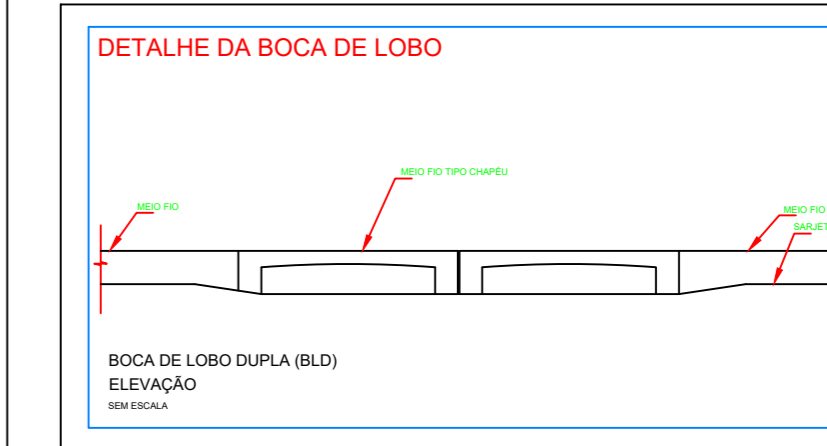 DETALHE DA BOCA DE LOBO
MEIO FIO TIPO CHAPÉU
MEIO FIO
MEIO FIO
SARJET
BOCA DE LOBO DUPLA (BLD)
ELEVAÇÃO
SEM ESCALA